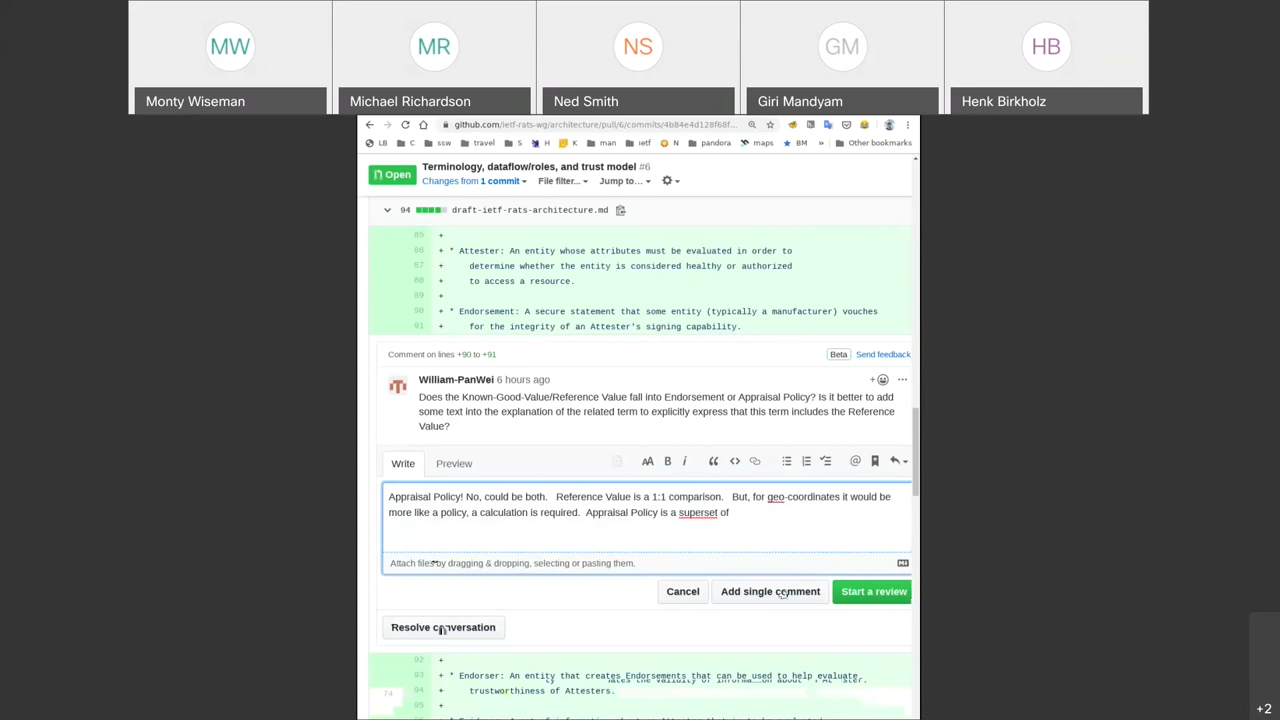 MW
MR
NS
GM
HB
Monty Wiseman
Michael Richardson
Ned Smith
Giri Mandyam
Henk Birkholz
github.com/ietf-rats-wg/architecture/pull/6/commits/4b84e4d128f68f...
LB C ssw travel S H K man ietf N pandora maps BM » Other bookmarks
Open
Terminology, dataflow/roles, and trust model #6
Changes from 1 commit File filter... Jump to...
94 draft-ietf-rats-architecture.md
85 +
86 + * Attester: An entity whose attributes must be evaluated in order to
87 + determine whether the entity is considered healthy or authorized
88 + to access a resource.
89 +
90 + * Endorsement: A secure statement that some entity (typically a manufacturer) vouches
91 + for the integrity of an Attester's signing capability.
Comment on lines +90 to +91
Beta Send feedback
William-PanWei 6 hours ago
Does the Known-Good-Value/Reference Value fall into Endorsement or Appraisal Policy? Is it better to add
some text into the explanation of the related term to explicitly express that this term includes the Reference
Value?
Write Preview
Appraisal Policy! No, could be both. Reference Value is a 1:1 comparison. But, for geo-coordinates it would be
more like a policy, a calculation is required. Appraisal Policy is a superset of
Attach files by dragging & dropping, selecting or pasting them.
Cancel Add single comment Start a review
Resolve conversation
92 +
93 + * Endorser: An entity that creates Endorsements that can be used to help evaluate
94 + trustworthiness of Attesters.
74
95 +
+2